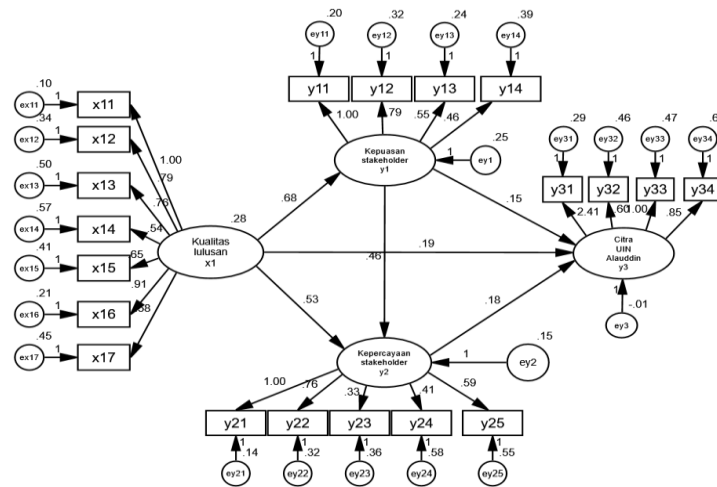 .20 .32 .24 .39
ey11 ey12 ey13 ey14
1 1 1 1
y11 y12 y13 y14
1.00 .79 .55 .46
.10
ex11 1 x11
.34
ex12 1 x12
.50
ex13 1 x13
.57
ex14 1 x14
.41
ex15 1 x15
.21
ex16 1 x16
.45
ex17 1 x17
1.00
.79
.54
.65
.91
.28
Kualitas
lulusan
x1
Kepuasan
stakeholder
y1
.25
1 ey1
.68
.15
.19
.46
.53
.18
.29 .46 .47
ey31 ey32 ey33 ey34
1 1 1 1
y31 y32 y33 y34
2.41 .60 1.00 .85
Citra
UIN
Alauddin
y3
1 -.01
ey3
Kepercayaan
stakeholder
y2
.15
1 ey2
1.00 .76 .33 .41 .59
y21 y22 y23 y24 y25
1 1 1 1 1
.14 .32 .36 .58 .55
ey21 ey22 ey23 ey24 ey25